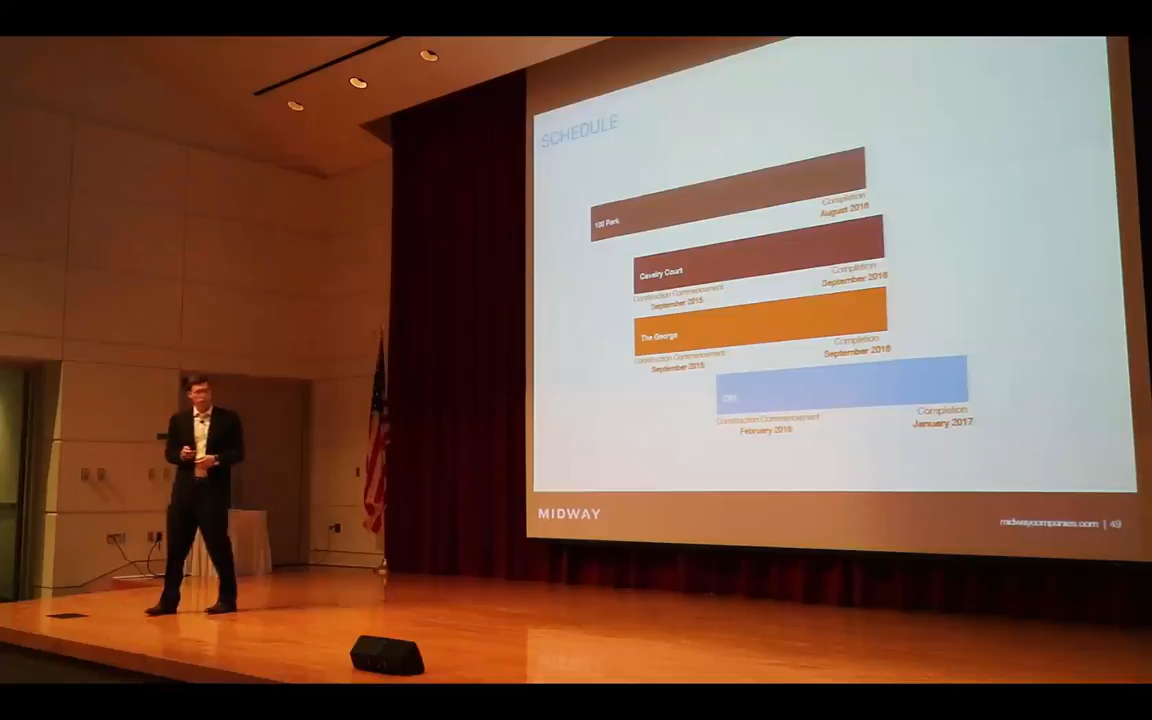 SCHEDULE
100 Park
Completion
August 2016
Cavalry Court
Construction Commencement
September 2015
Completion
September 2016
The George
Construction Commencement
September 2015
Completion
September 2016
Construction Commencement
February 2016
Completion
January 2017
MIDWAY
midwaycompanies.com | 49